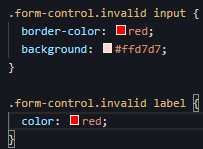 .form-control.invalid input {
  border-color: red;
  background: #ffd7d7;
}

.form-control.invalid label {
  color: red;
}